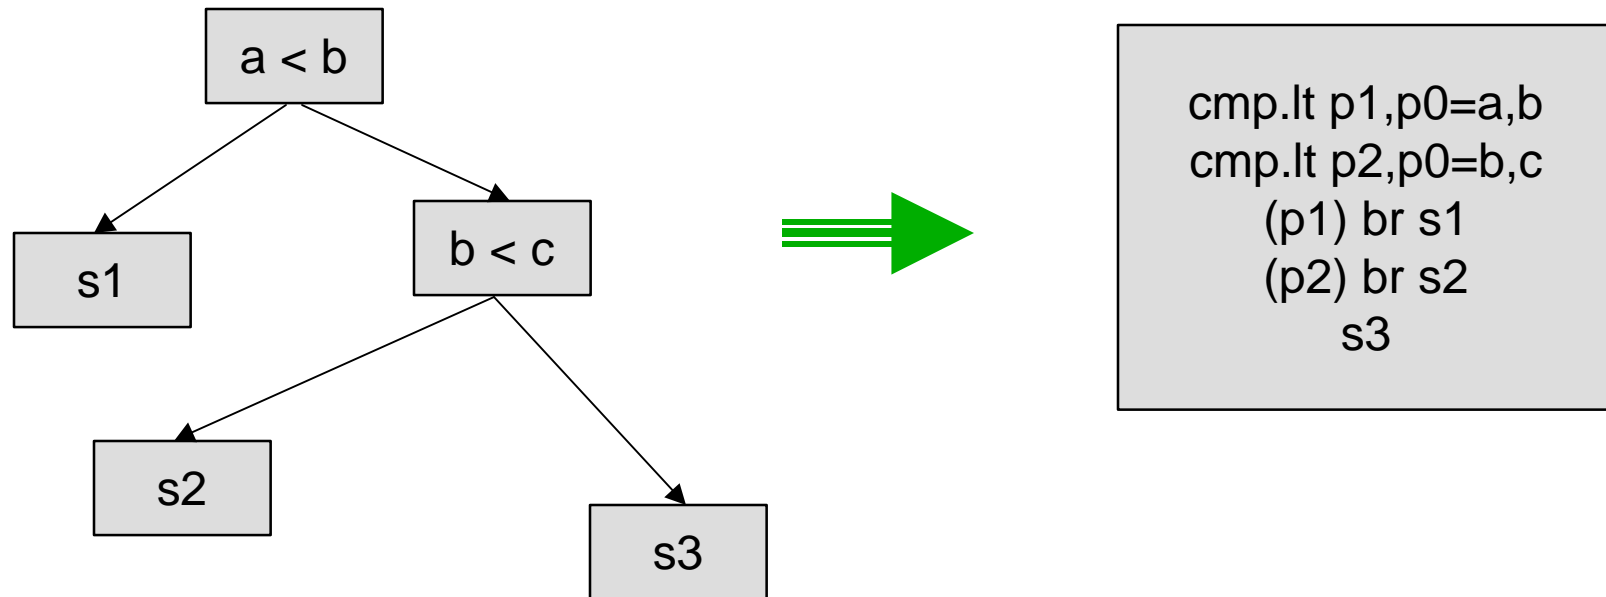 a < b
s1
b < c
s2
s3
cmp.lt p1,p0=a,b
cmp.lt p2,p0=b,c
(p1) br s1
(p2) br s2
s3